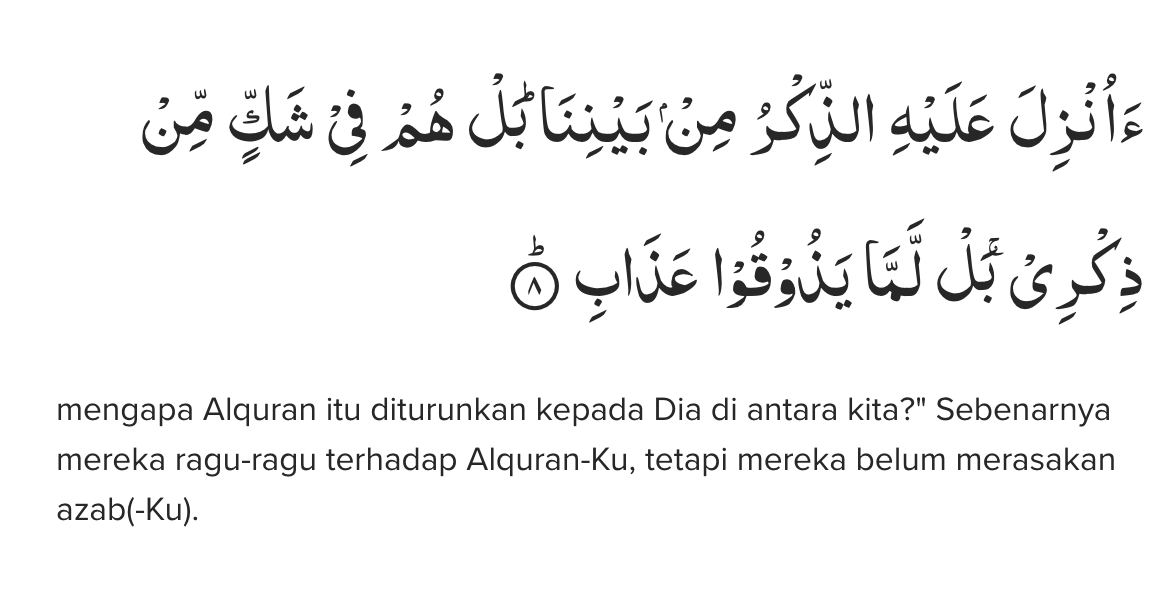 ءَاُنْزِلَ عَلَيْهِ الذِّكْرُ مِنْۢ بَيْنِنَا ۗ بَلْ هُمْ فِيْ شَكٍّ مِّنْ
ذِكْرِيْ ۚ بَلْ لَّمَّا يَذُوْقُوْا عَذَابِ ۗ ٨
mengapa Alquran itu diturunkan kepada Dia di antara kita?" Sebenarnya
mereka ragu-ragu terhadap Alquran-Ku, tetapi mereka belum merasakan
azab(-Ku).